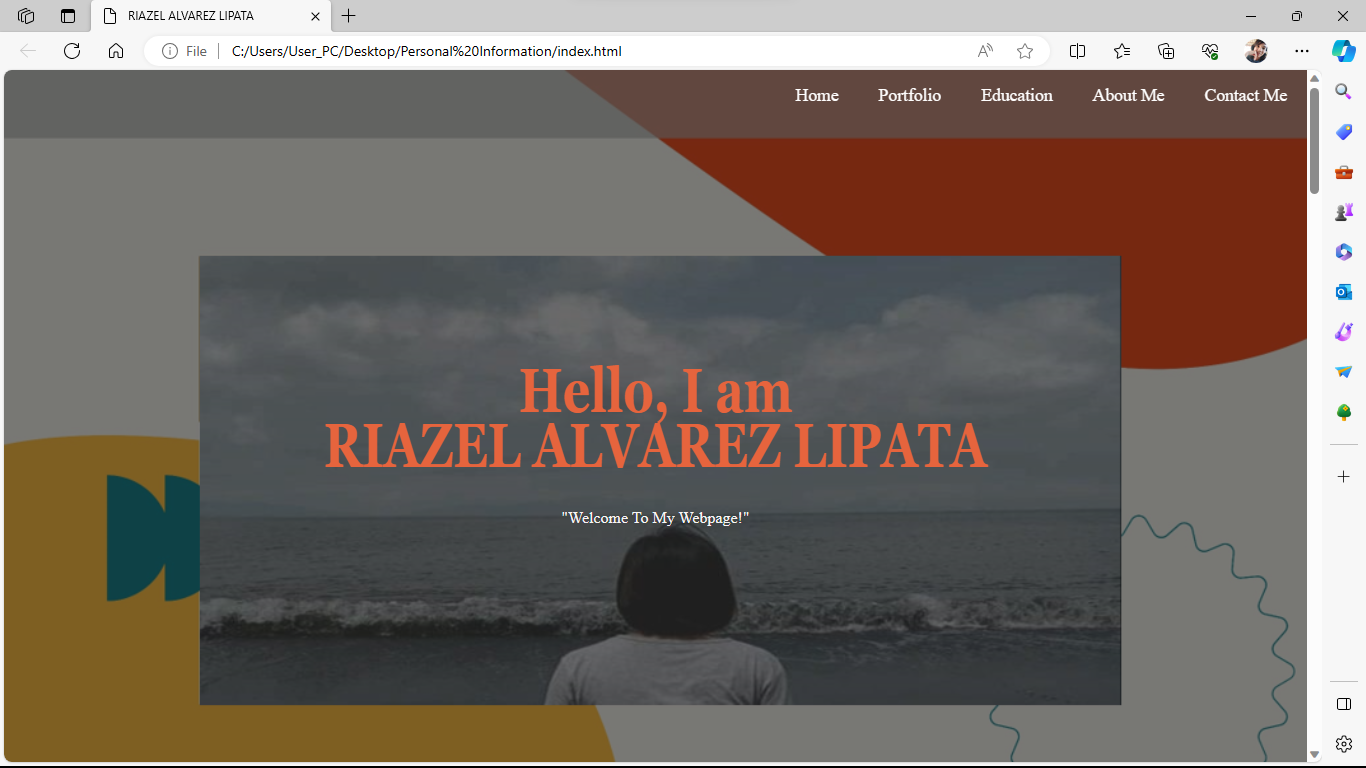 RIAZEL ALVAREZ LIPATA
File
C:/Users/User_PC/Desktop/Personal%20Information/index.html
Home Portfolio Education About Me Contact Me
Hello, I am
RIAZEL ALVAREZ LIPATA
"Welcome To My Webpage!"